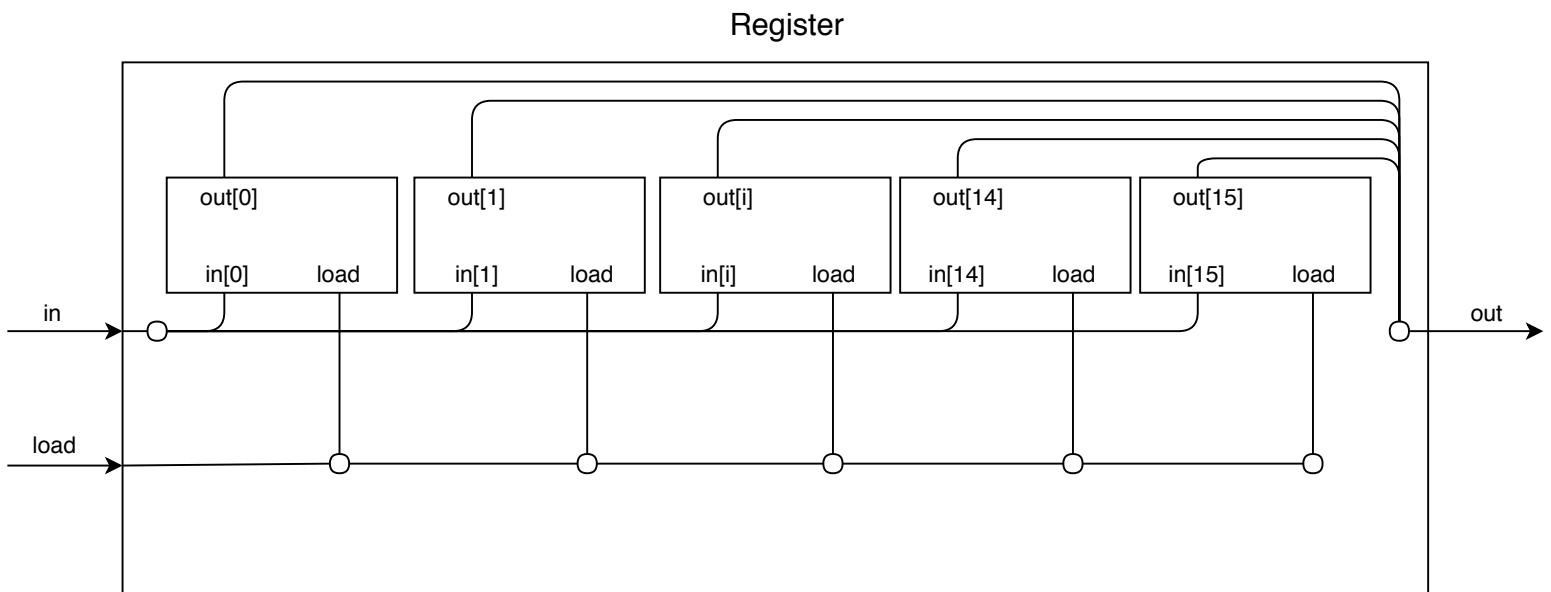 Register
out[0] out[1] out[i] out[14] out[15]
in[0] load in[1] load in[i] load in[14] load in[15] load
in out
load